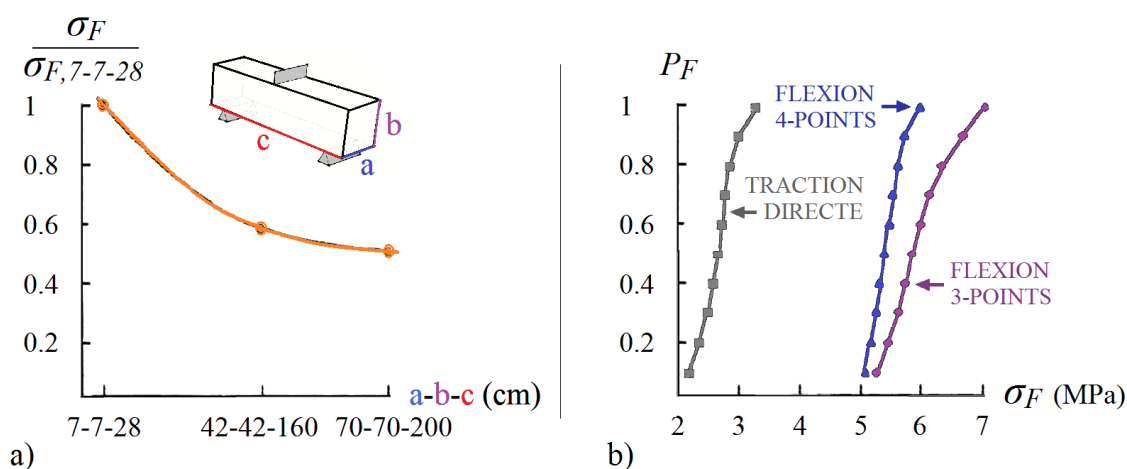 σF
σF,7-7-28
1
0.8
0.6
0.4
0.2
c
b
a
a-b-c (cm)
7-7-28 42-42-160 70-70-200
a)
PF
1
0.8
0.6
0.4
0.2
FLEXION
4-POINTS
TRACTION
DIRECTE
FLEXION
3-POINTS
σF (MPa)
2 3 4 5 6 7
b)